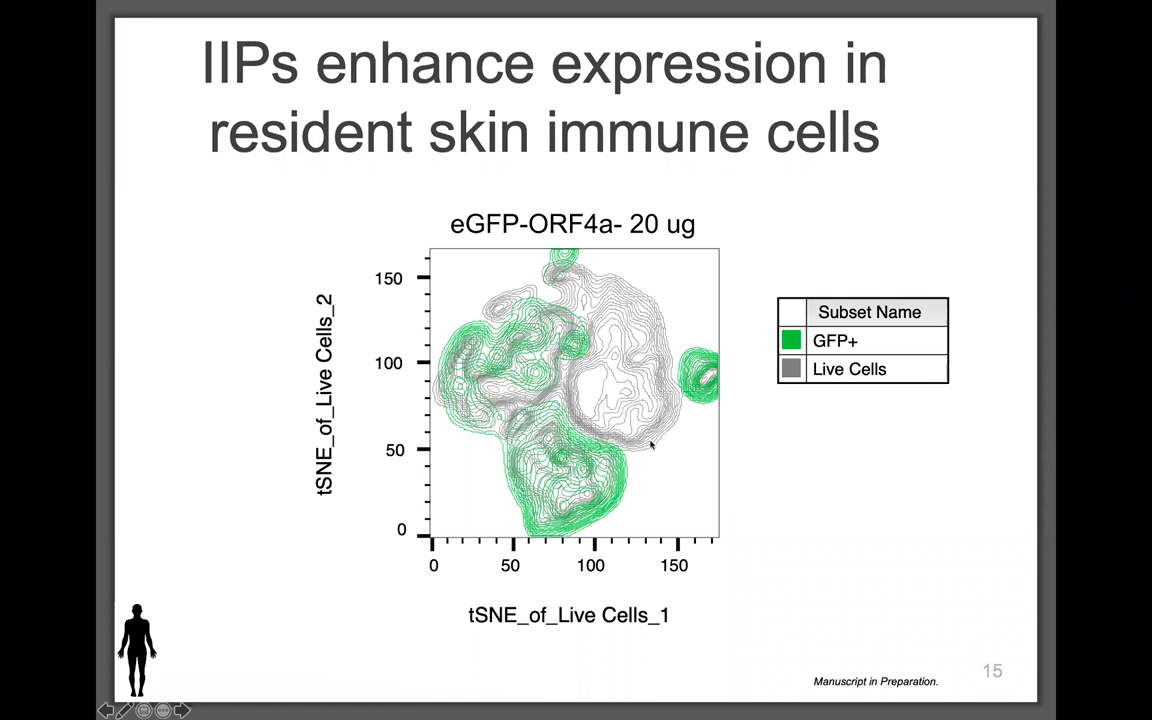 IIPs enhance expression in
resident skin immune cells
eGFP-ORF4a- 20 ug
150
100
50
0
tSNE_of_Live Cells_2
0 50 100 150
tSNE_of_Live Cells_1
Subset Name
GFP+
Live Cells
Manuscript in Preparation.
15